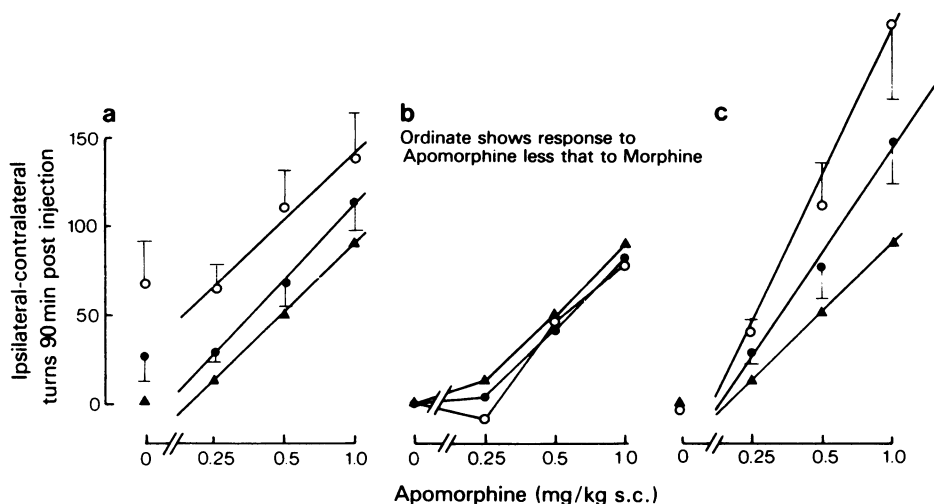 a
b
c
Ordinate shows response to
Apomorphine less that to Morphine
Ipsilateral-contralateral
turns 90 min post injection
150
100
50
0
0
0.25
0.5
1.0
0
0.25
0.5
1.0
0
0.25
0.5
1.0
Apomorphine (mg/kg s.c.)